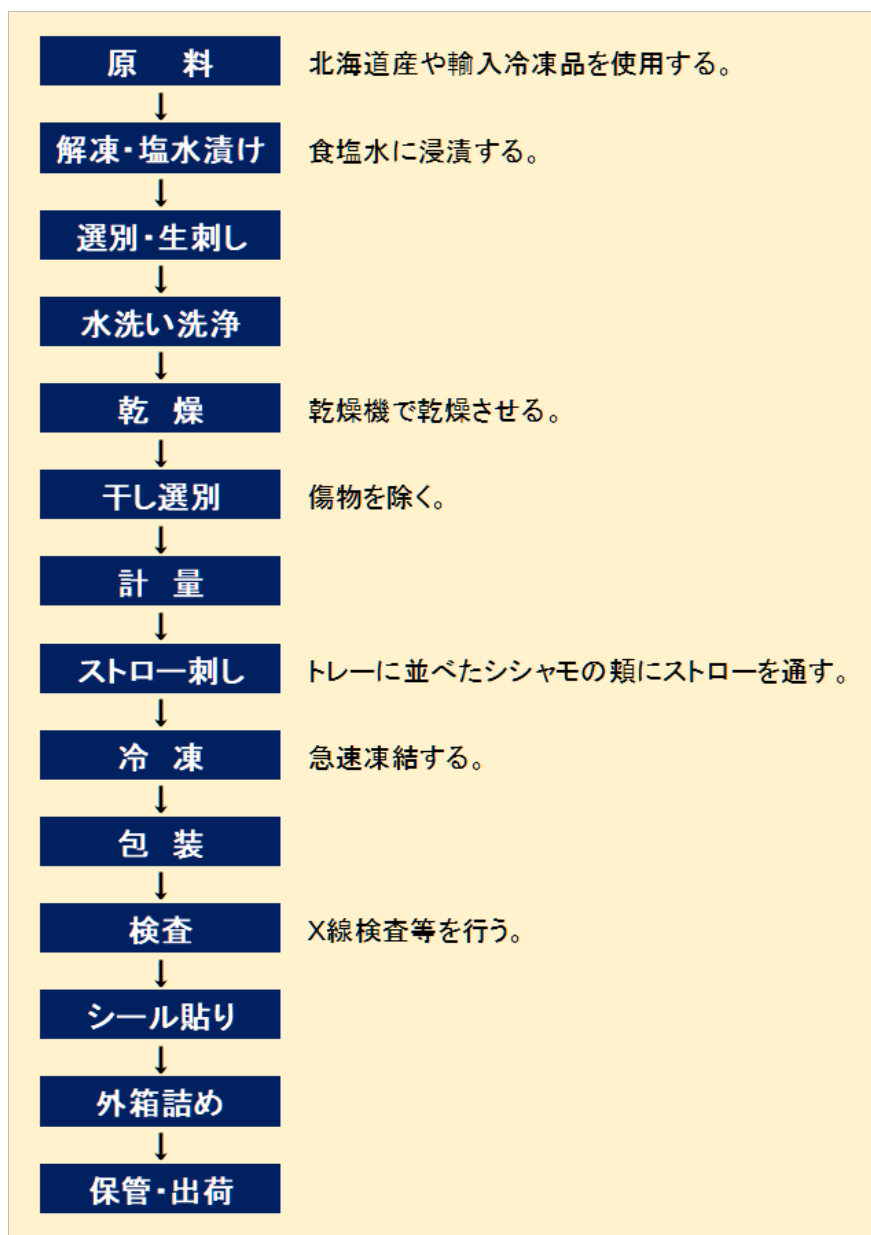 原　料　北海道産や輸入冷凍品を使用する。
↓
解凍・塩水漬け　食塩水に浸漬する。
↓
選別・生刺し
↓
水洗い洗浄
↓
乾　燥　乾燥機で乾燥させる。
↓
干し選別　傷物を除く。
↓
計　量
↓
ストロー刺し　トレーに並べたシシャモの頬にストローを通す。
↓
冷　凍　急速凍結する。
↓
包　装
↓
検査　X線検査等を行う。
↓
シール貼り
↓
外箱詰め
↓
保管・出荷